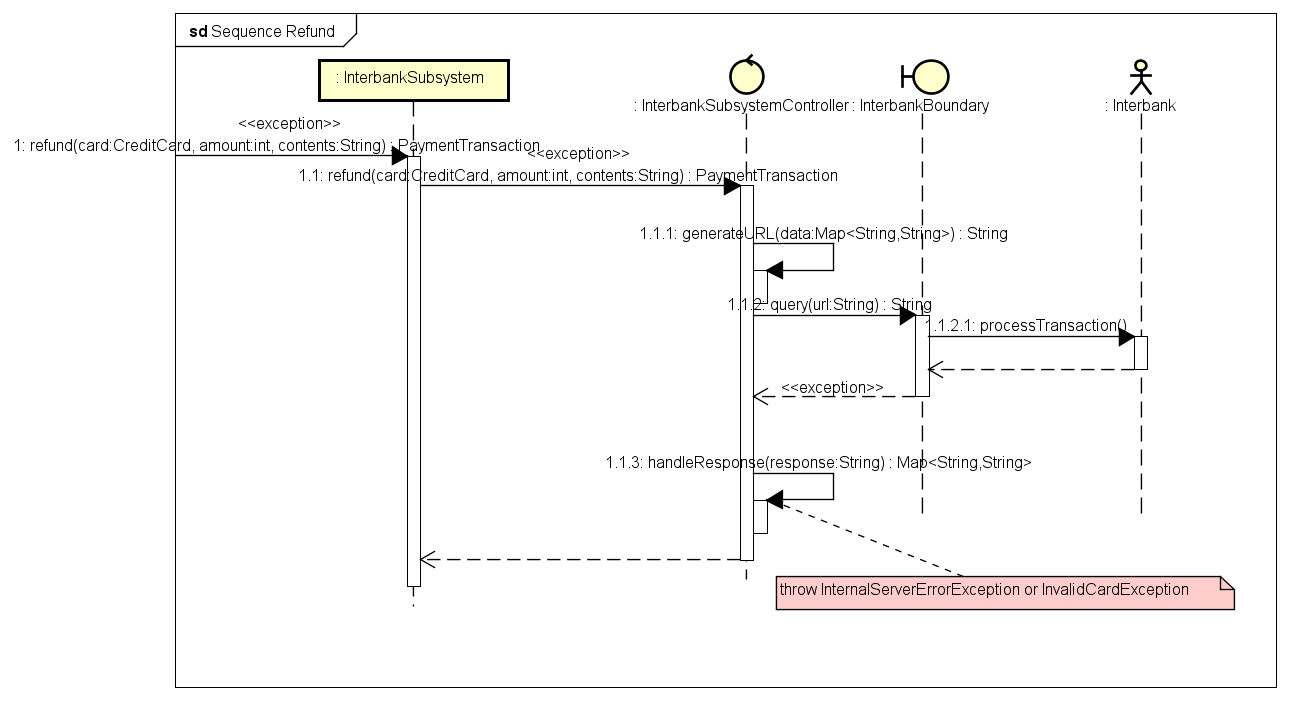 sd Sequence Refund
: InterbankSubsystem
: InterbankSubsystemController
: InterbankBoundary
: Interbank
<<exception>>
1: refund(card:CreditCard, amount:int, contents:String) : PaymentTransaction
<<exception>>
1.1: refund(card:CreditCard, amount:int, contents:String) : PaymentTransaction
1.1.1: generateURL(data:Map<String,String>) : String
1.1.2: query(url:String) : String
1.1.2.1: processTransaction()
<<exception>>
1.1.3: handleResponse(response:String) : Map<String,String>
throw InternalServerErrorException or InvalidCardException